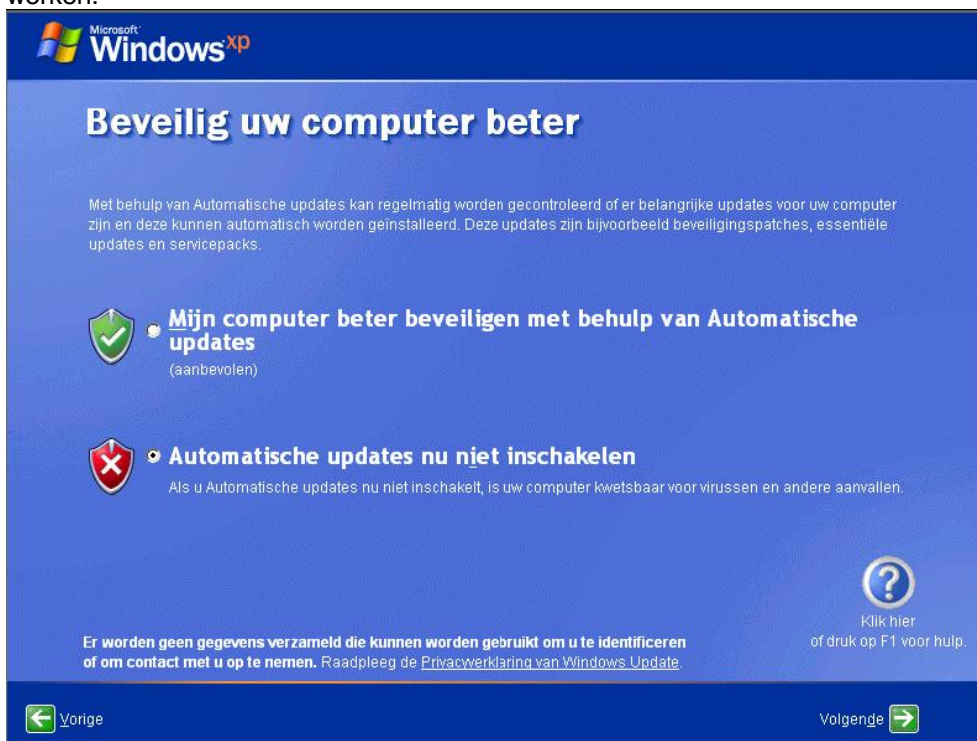 Microsoft
Windows xp
Beveilig uw computer beter
Met behulp van Automatische updates kan regelmatig worden gecontroleerd of er belangrijke updates voor uw computer
zijn en deze kunnen automatisch worden geïnstalleerd. Deze updates zijn bijvoorbeeld beveiligingspatches, essentiële
updates en servicepacks.
Mijn computer beter beveiligen met behulp van Automatische
updates
(aanbevolen)
Automatische updates nu niet inschakelen
Als u Automatische updates nu niet inschakelt, is uw computer kwetsbaar voor virussen en andere aanvallen.
Klik hier
of druk op F1 voor hulp.
Er worden geen gegevens verzameld die kunnen worden gebruikt om u te identificeren
of om contact met u op te nemen. Raadpleeg de Privacyverklaring van Windows Update.
Vorige
Volgende